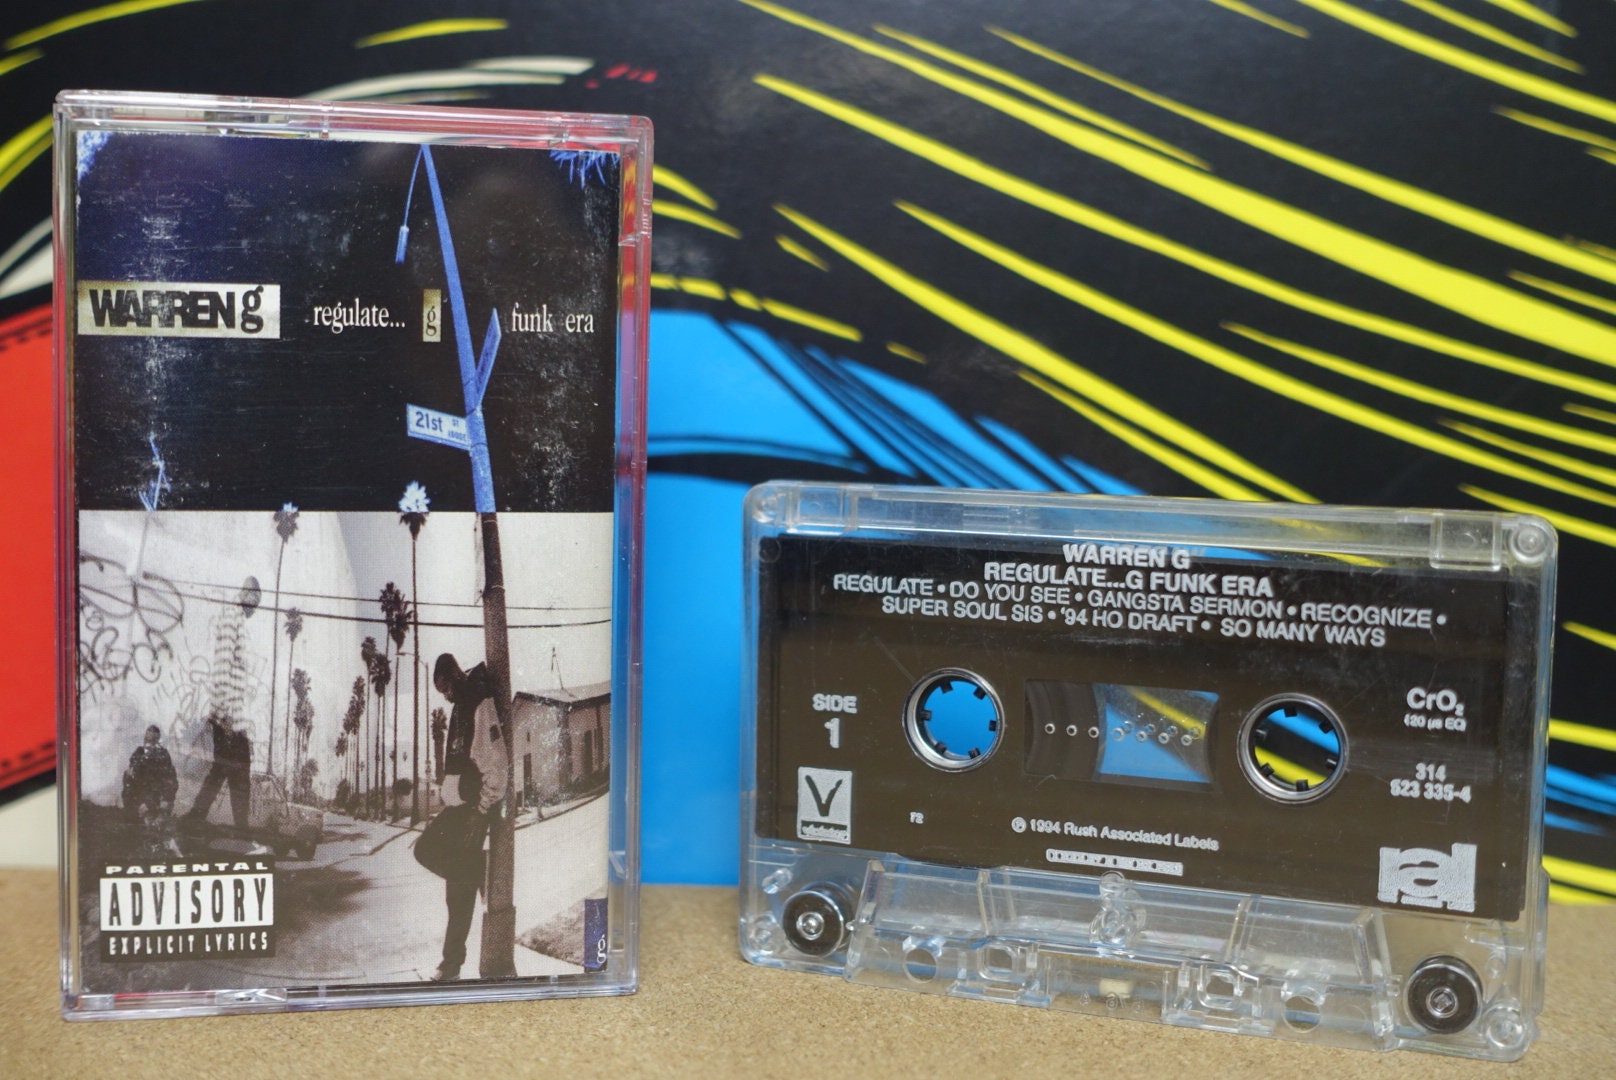 WARREN g
regulate... g funk era
21st ST
PARENTAL
ADVISORY
EXPLICIT LYRICS
g
WARREN G
REGULATE...G FUNK ERA
REGULATE • DO YOU SEE • GANGSTA SERMON • RECOGNIZE •
SUPER SOUL SIS • '94 HO DRAFT • SO MANY WAYS
SIDE
1
CrO2
120 µs EQ
314
523 335-4
V
F2
℗ 1994 Rush Associated Labels
ral